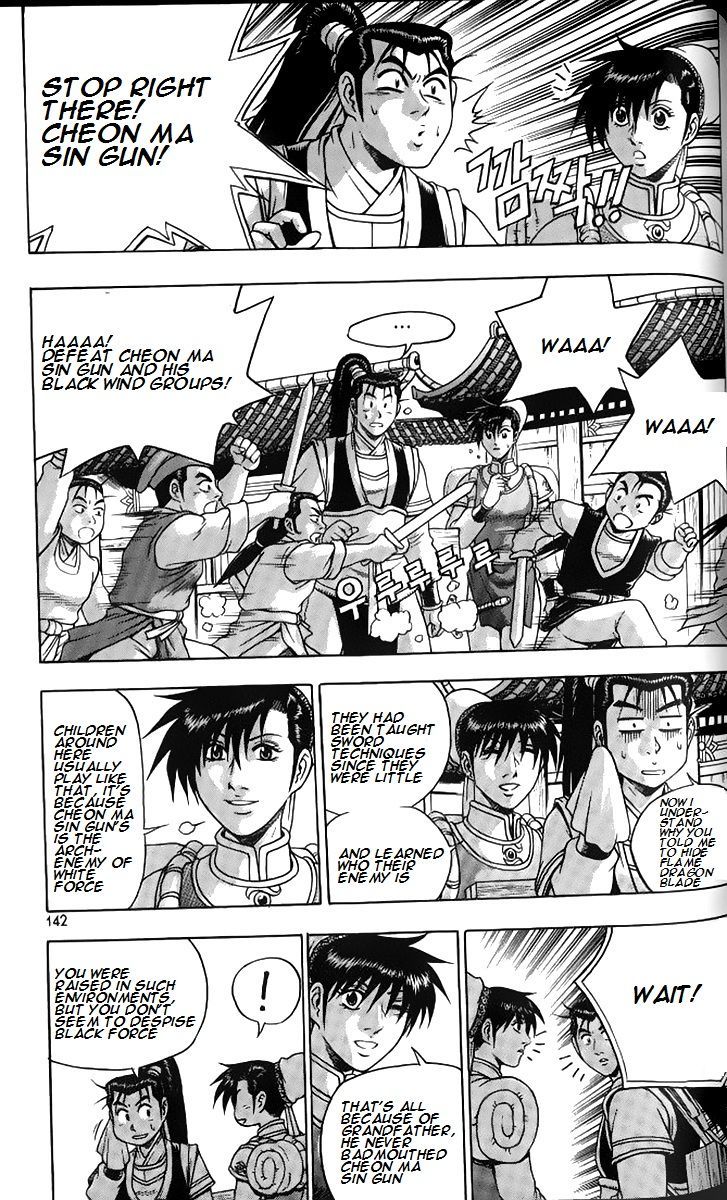 STOP RIGHT
THERE!
CHEON MA
SIN GUN!
깜짝!!
HAAAA!
DEFEAT CHEON MA
SIN GUN AND HIS
BLACK WIND GROUPS!
...
WAAA!
WAAA!
우루루루루
CHILDREN
AROUND
HERE
USUALLY
PLAY LIKE
THAT, IT'S
BECAUSE
CHEON MA
SIN GUN'S
IS THE
ARCH-
ENEMY OF
WHITE
FORCE
THEY HAD
BEEN TAUGHT
SWORD
TECHNIQUES
SINCE THEY
WERE LITTLE
AND LEARNED
WHO THEIR
ENEMY IS
NOW I
UNDER-
STAND WHY
YOU TOLD ME
TO HIDE
FLAME
DRAGON
BLADE
142
YOU WERE
RAISED IN SUCH
ENVIRONMENTS,
BUT YOU DON'T
SEEM TO DESPISE
BLACK FORCE
!
THAT'S ALL
BECAUSE OF
GRANDFATHER,
HE NEVER
BADMOUTHED
CHEON MA
SIN GUN
WAIT!